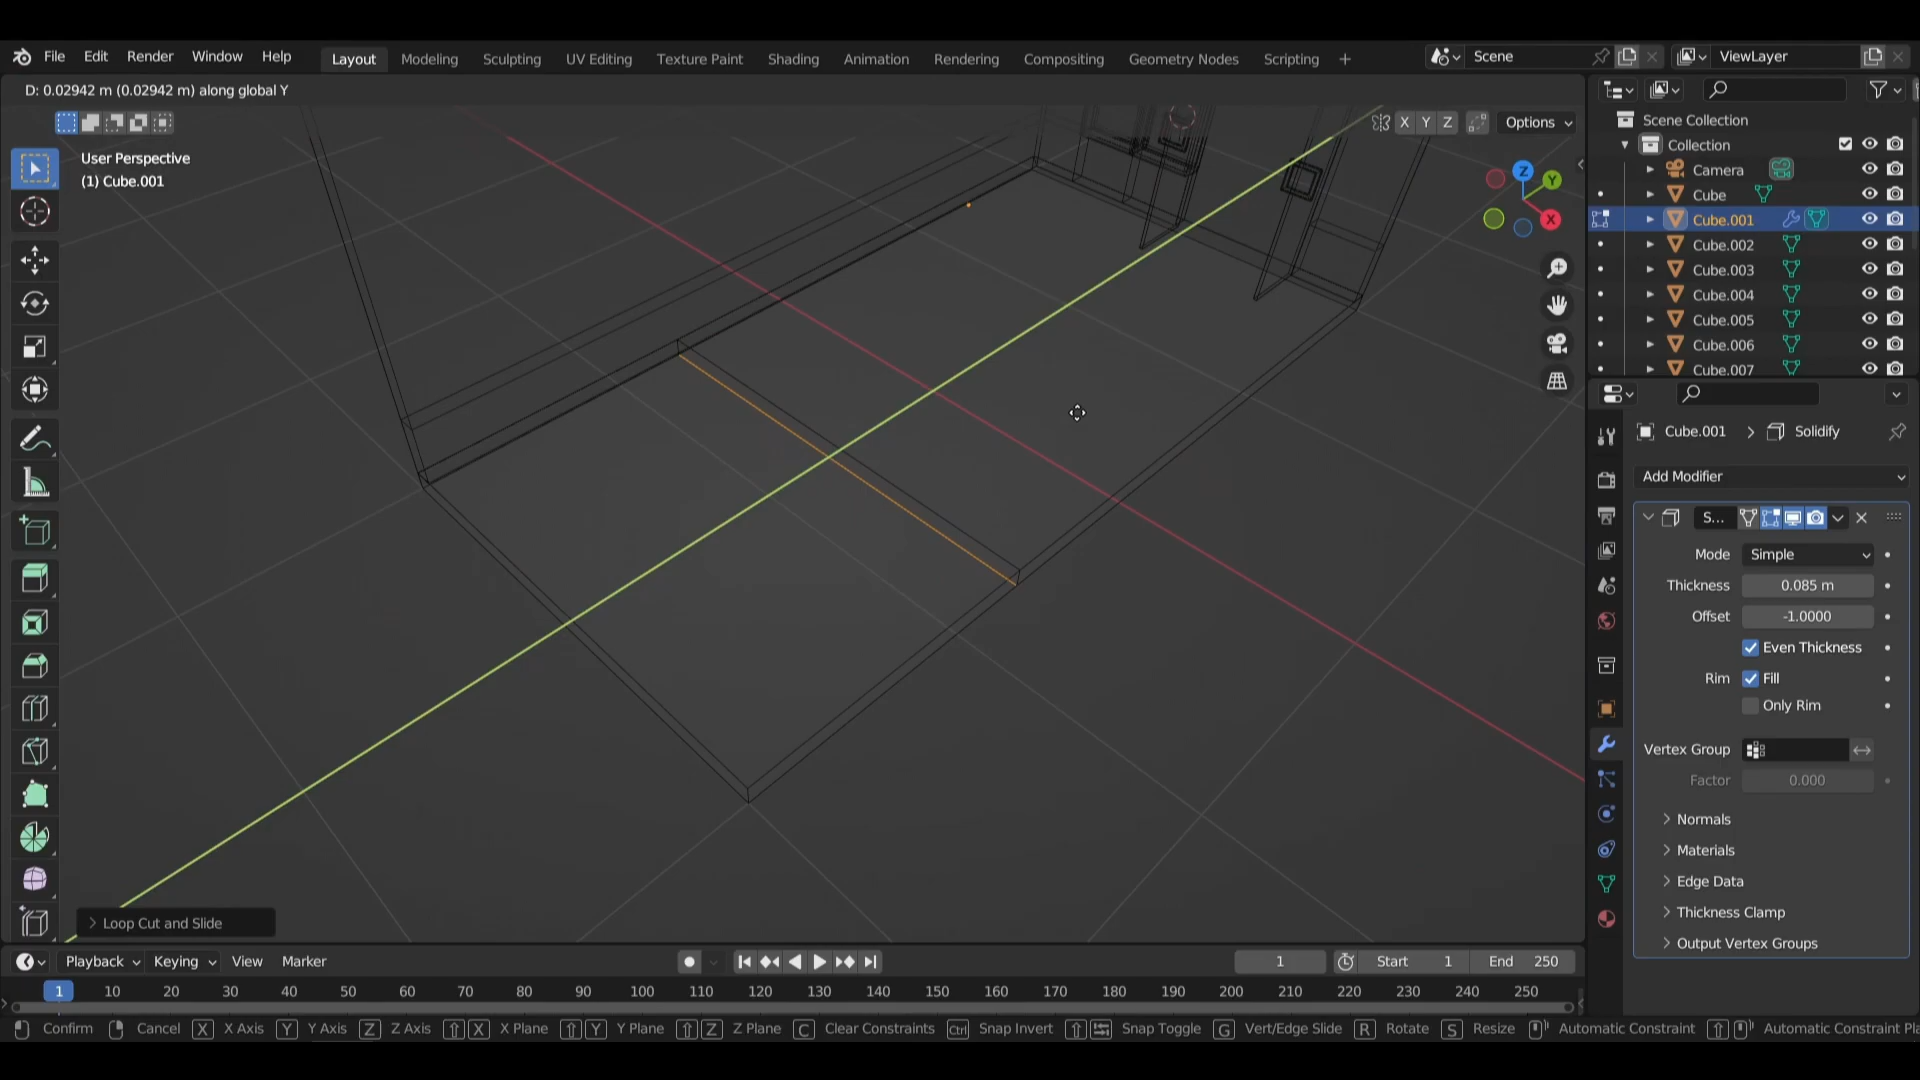 File Edit Render Window Help Layout Modeling Sculpting UV Editing Texture Paint Shading Animation Rendering Compositing Geometry Nodes Scripting + Scene ViewLayer
D: 0.02942 m (0.02942 m) along global Y
X Y Z Options
User Perspective
(1) Cube.001
Z
Y
X
Scene Collection
Collection
Camera
Cube
Cube.001
Cube.002
Cube.003
Cube.004
Cube.005
Cube.006
Cube.007
Cube.001 > Solidify
Add Modifier
S...
Mode Simple
Thickness 0.085 m
Offset -1.0000
Even Thickness
Rim Fill
Only Rim
Vertex Group
Factor 0.000
Normals
Materials
Edge Data
Thickness Clamp
Output Vertex Groups
Loop Cut and Slide
Playback Keying View Marker 1 Start 1 End 250
1 10 20 30 40 50 60 70 80 90 100 110 120 130 140 150 160 170 180 190 200 210 220 230 240 250
Confirm Cancel X X Axis Y Y Axis Z Z Axis X X Plane Y Y Plane Z Z Plane C Clear Constraints Ctrl Snap Invert Snap Toggle G Vert/Edge Slide R Rotate S Resize Automatic Constraint Automatic Constraint Pla